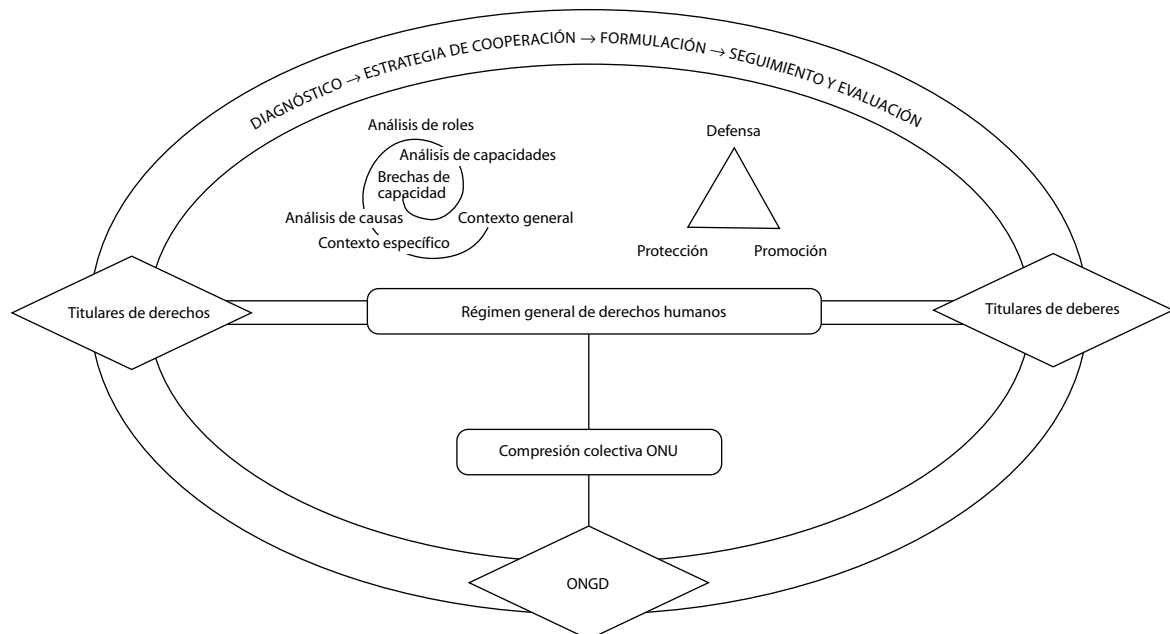 DIAGNÓSTICO → ESTRATEGIA DE COOPERACIÓN → FORMULACIÓN → SEGUIMIENTO Y EVALUACIÓN
Análisis de roles
Análisis de capacidades
Brechas de
capacidad
Análisis de causas
Contexto general
Contexto específico
Defensa
Protección
Promoción
Titulares de derechos
Régimen general de derechos humanos
Titulares de deberes
Compresión colectiva ONU
ONGD